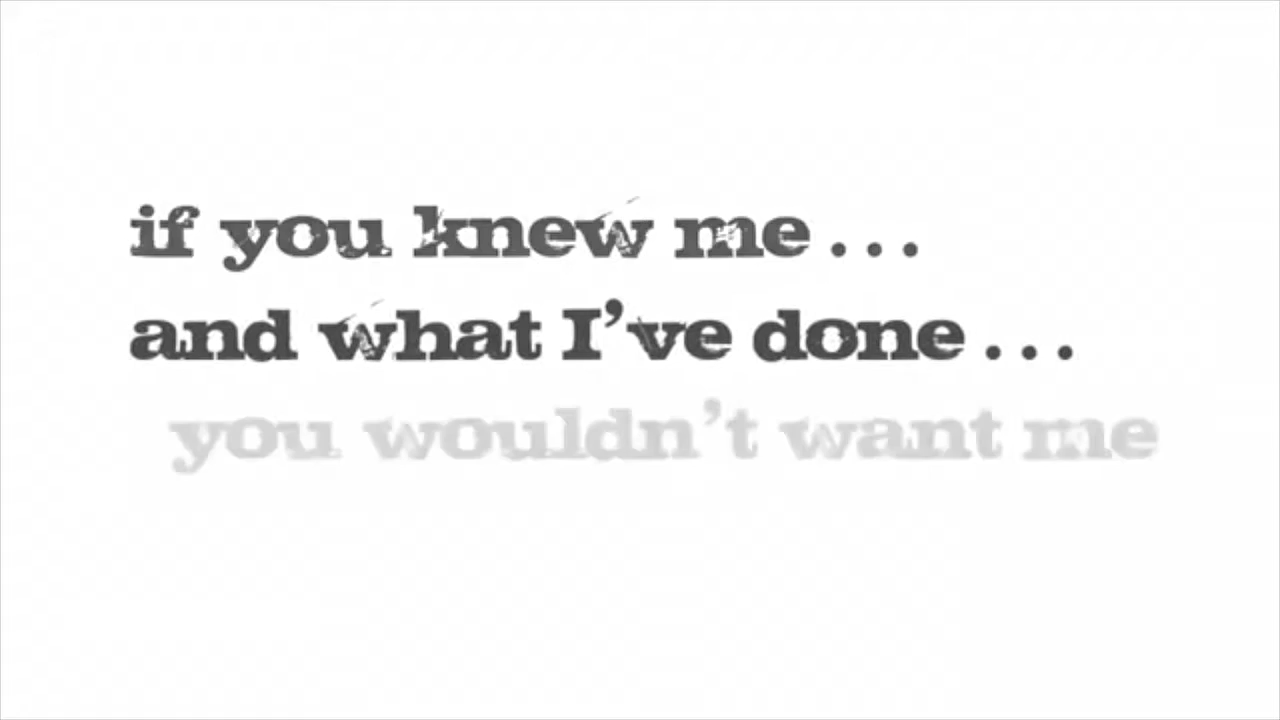 if you knew me . . .
and what I’ve done . . .
you wouldn’t want me